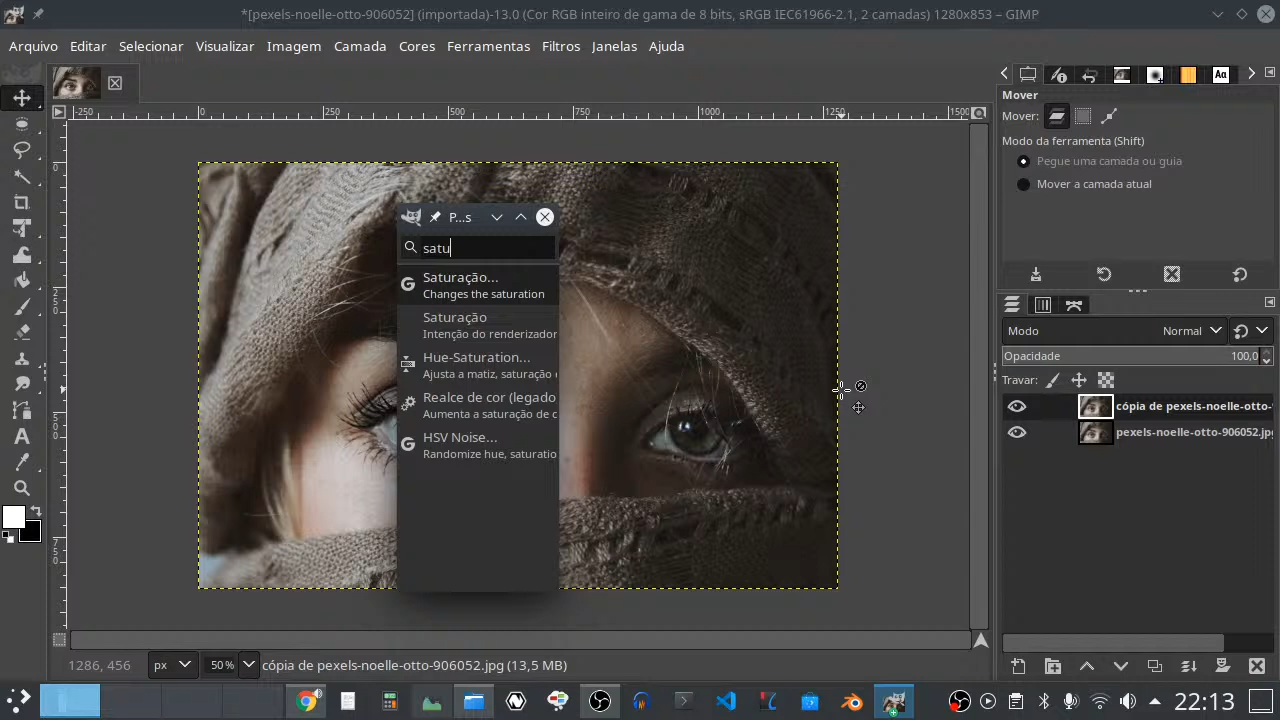 *[pexels-noelle-otto-906052] (importada)-13.0 (Cor RGB inteiro de gama de 8 bits, sRGB IEC61966-2.1, 2 camadas) 1280x853 – GIMP
Arquivo Editar Selecionar Visualizar Imagem Camada Cores Ferramentas Filtros Janelas Ajuda
Mover
Mover:
Modo da ferramenta (Shift)
Pegue uma camada ou guia
Mover a camada atual
-250 0 250 500 750 1000 1250 1500
0
250
500
750
P...s
satu
Saturação...
Changes the saturation
Saturação
Intenção do renderizador
Hue-Saturation...
Ajusta a matiz, saturação
Realce de cor (legado
Aumenta a saturação de c
HSV Noise...
Randomize hue, saturatio
Modo Normal
Opacidade 100,0
Travar:
cópia de pexels-noelle-otto-
pexels-noelle-otto-906052.jpg
1286, 456 px 50 % cópia de pexels-noelle-otto-906052.jpg (13,5 MB)
A
Aα
22:13